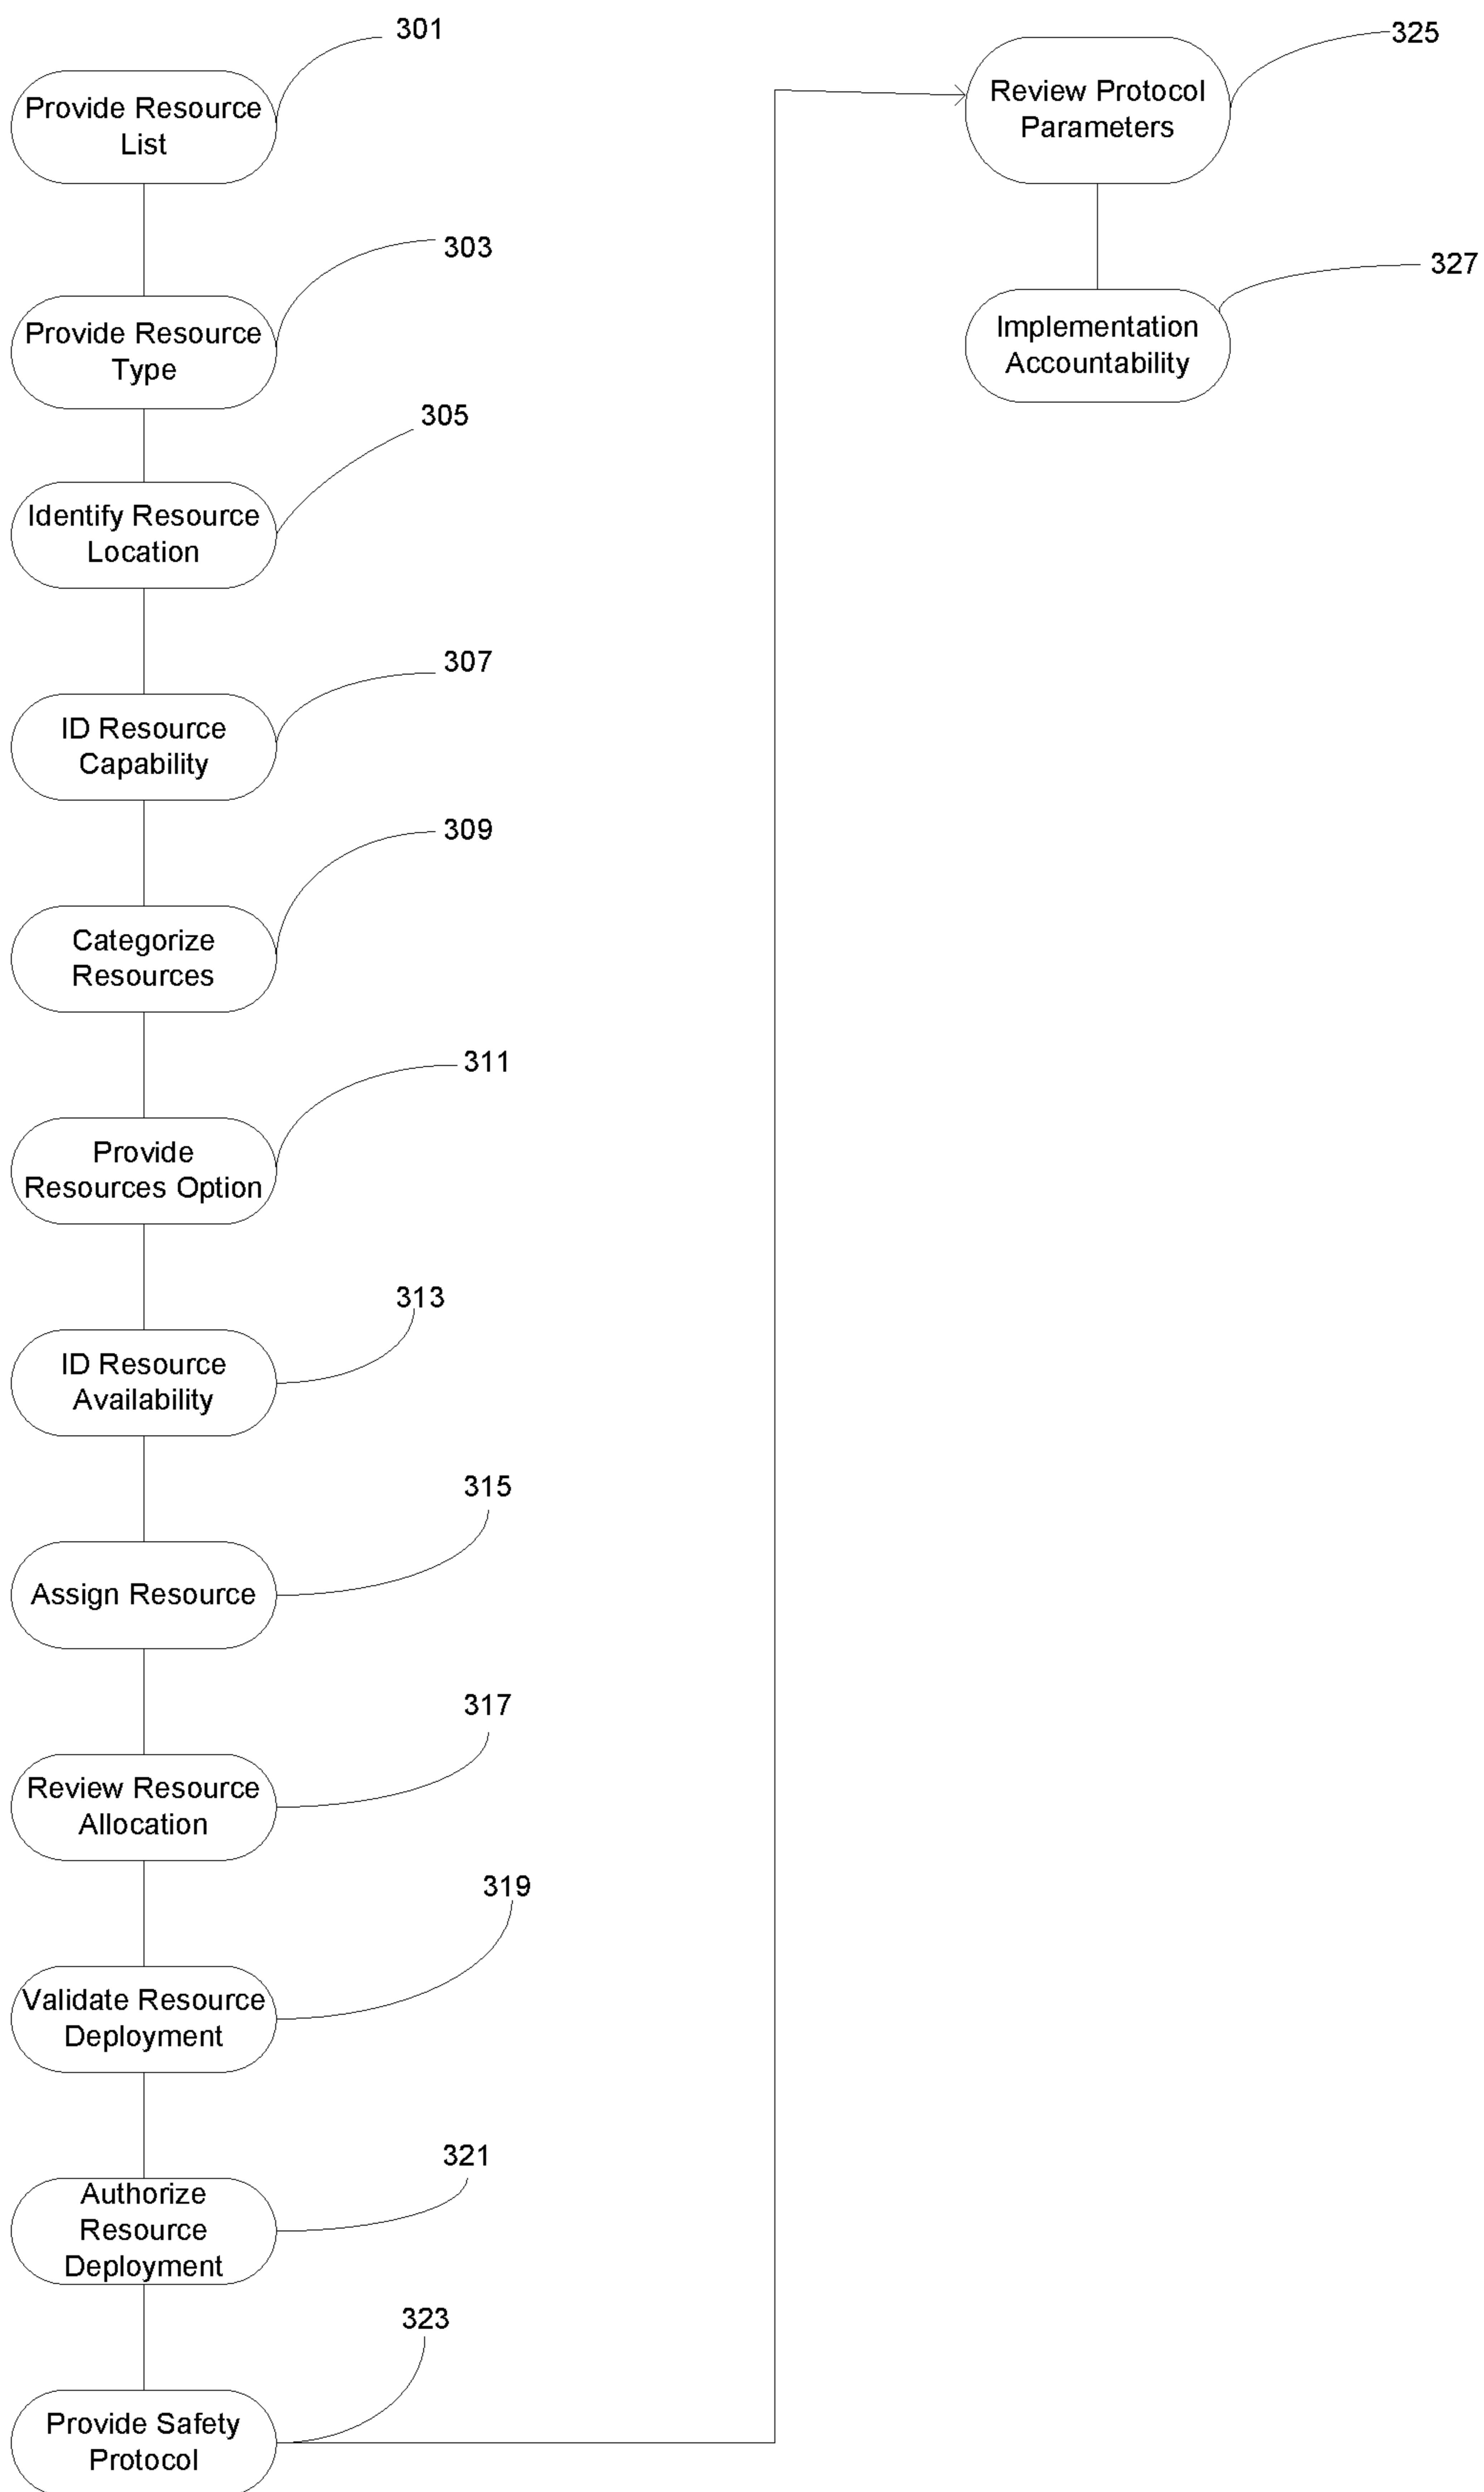 301
Provide Resource
List
303
Provide Resource
Type
305
Identify Resource
Location
307
ID Resource
Capability
309
Categorize
Resources
311
Provide
Resources Option
313
ID Resource
Availability
315
Assign Resource
317
Review Resource
Allocation
319
Validate Resource
Deployment
321
Authorize
Resource
Deployment
323
Provide Safety
Protocol
325
Review Protocol
Parameters
327
Implementation
Accountability